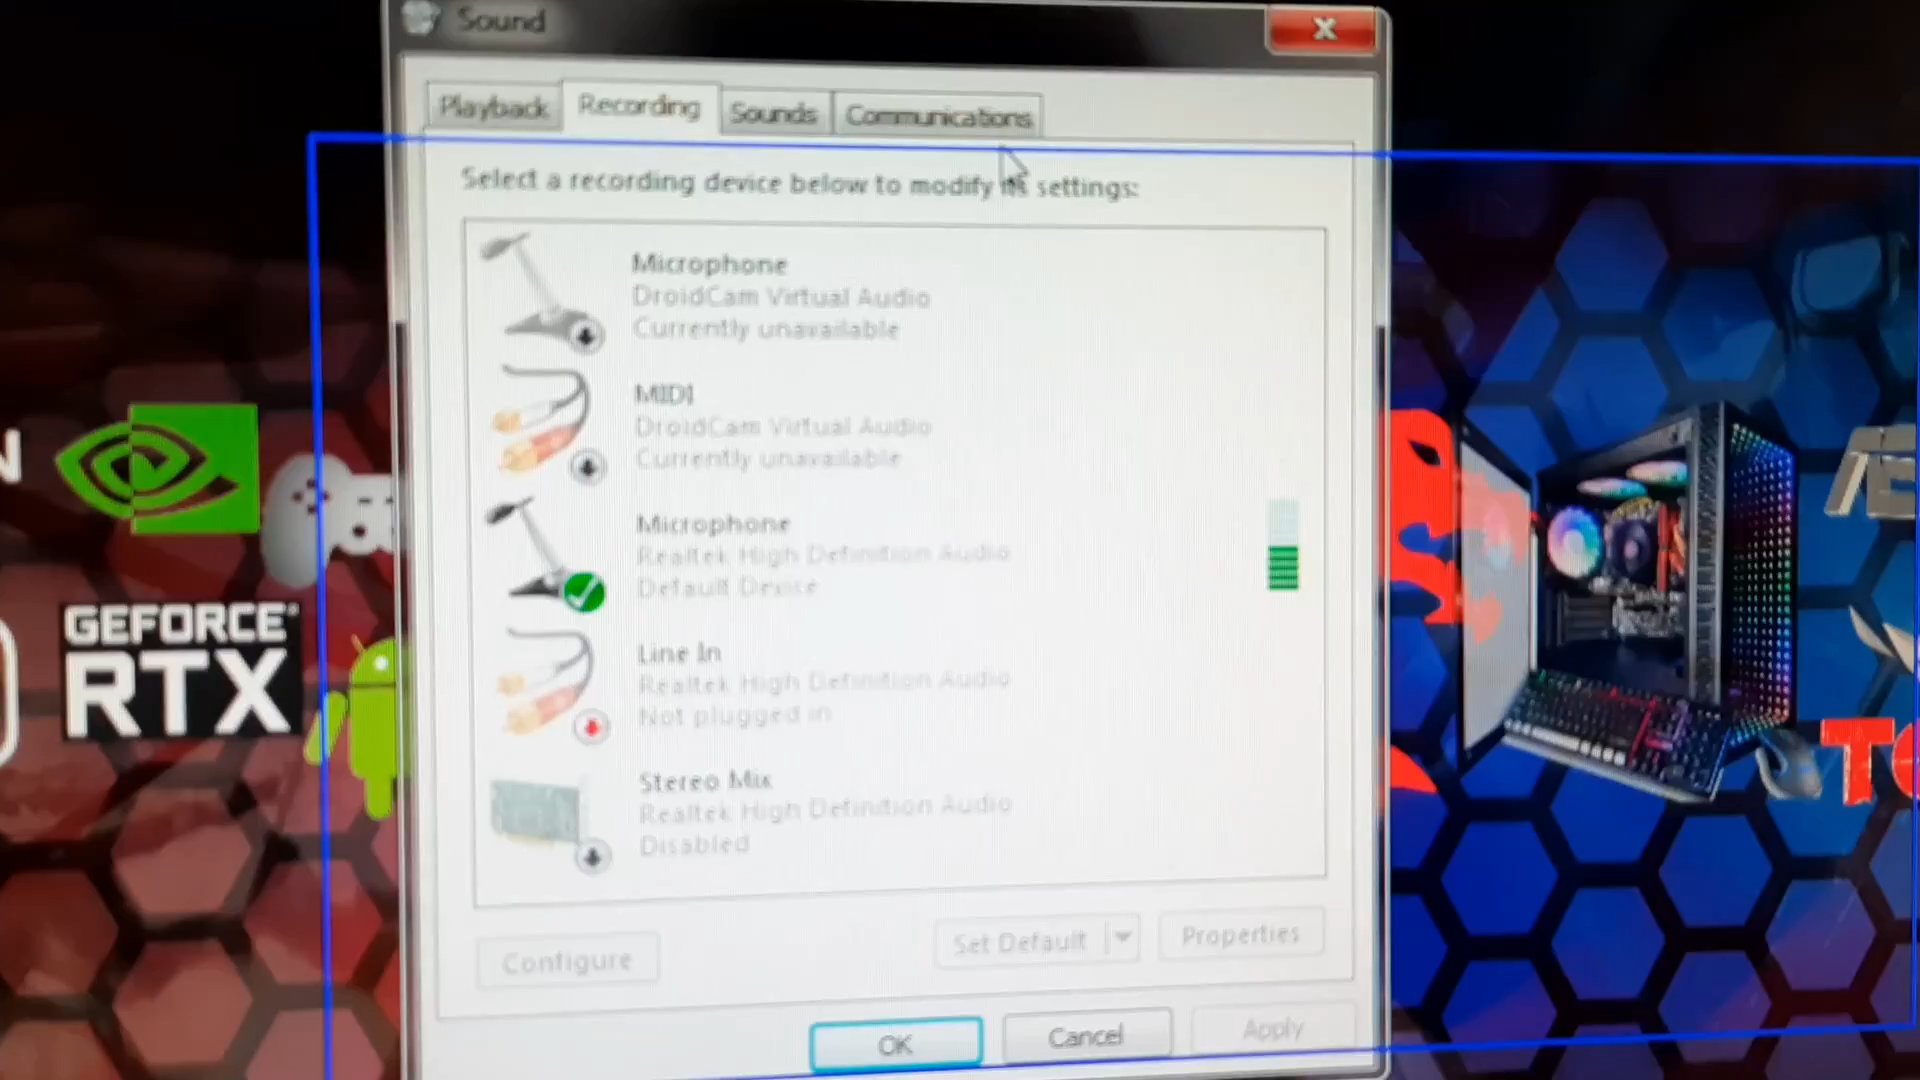 Sound
Playback
Recording
Sounds
Communications
Select a recording device below to modify its settings:
Microphone
DroidCam Virtual Audio
Currently unavailable
MIDI
DroidCam Virtual Audio
Currently unavailable
Microphone
Realtek High Definition Audio
Default Device
Line In
Realtek High Definition Audio
Not plugged in
Stereo Mix
Realtek High Definition Audio
Disabled
Configure
Set Default
Properties
OK
Cancel
Apply
N
GEFORCE
RTX